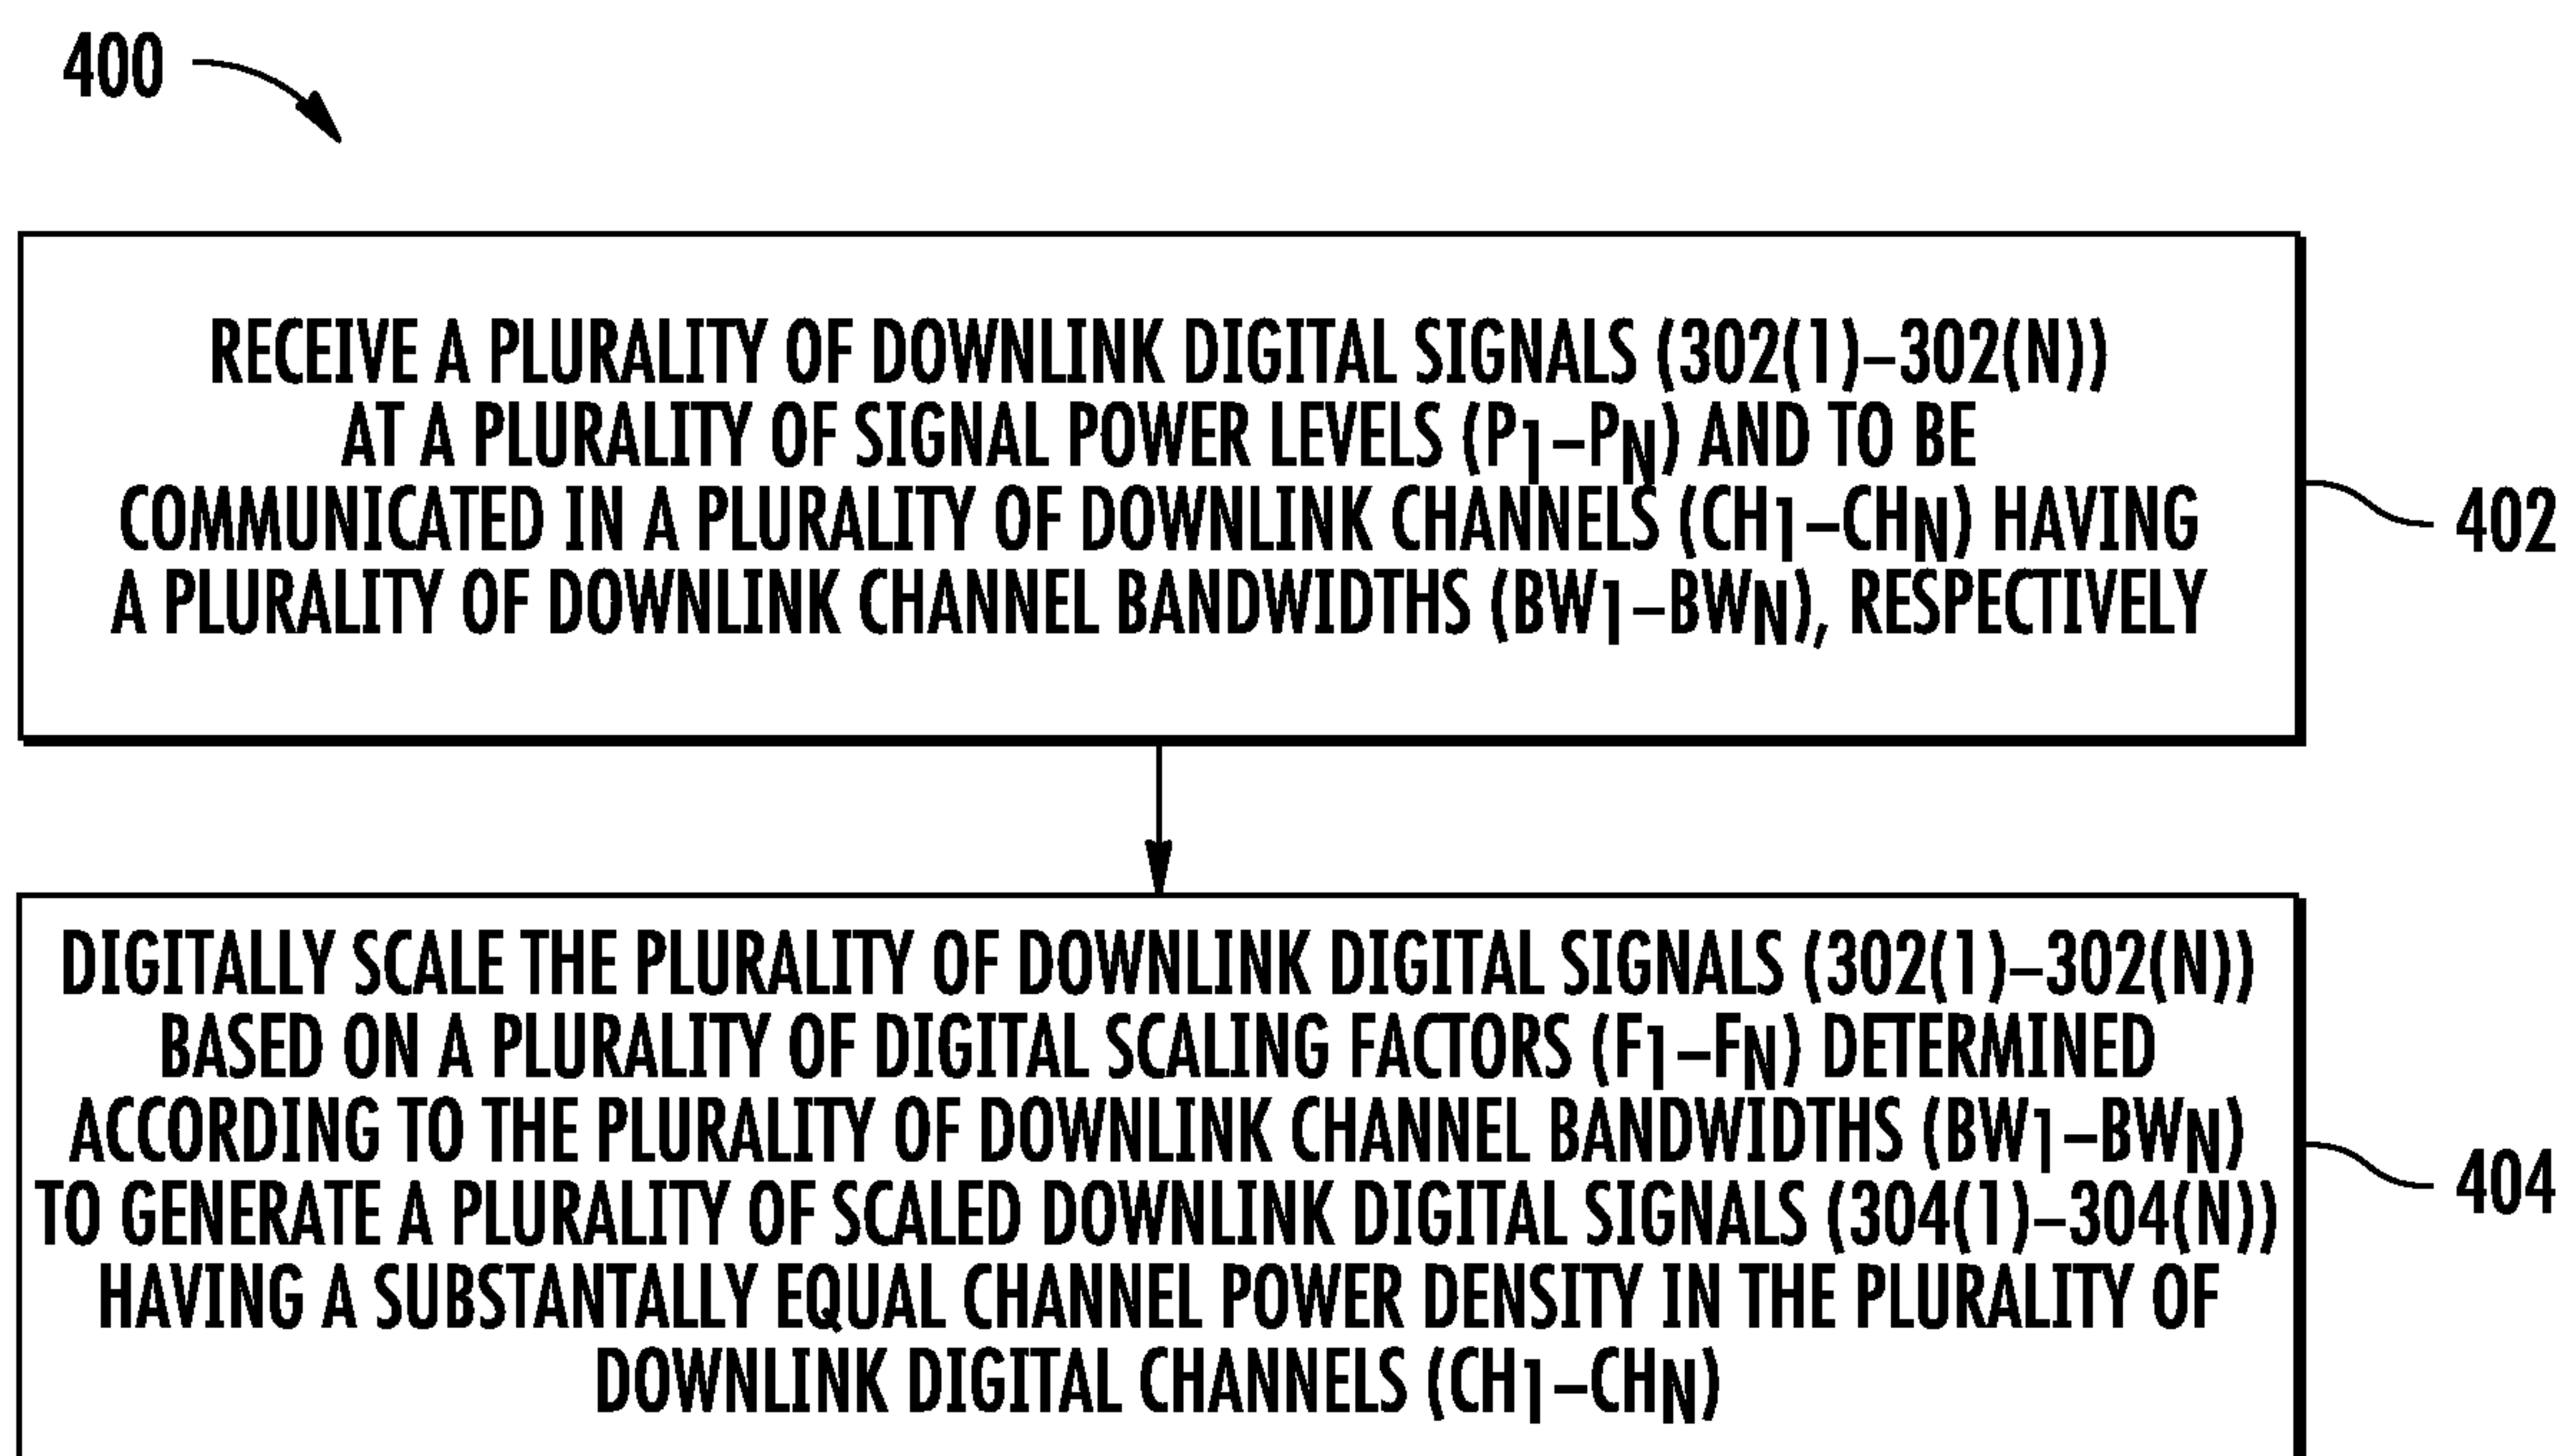 400
RECEIVE A PLURALITY OF DOWNLINK DIGITAL SIGNALS (302(1)–302(N))
AT A PLURALITY OF SIGNAL POWER LEVELS (P1–PN) AND TO BE
COMMUNICATED IN A PLURALITY OF DOWNLINK CHANNELS (CH1–CHN) HAVING
A PLURALITY OF DOWNLINK CHANNEL BANDWIDTHS (BW1–BWN), RESPECTIVELY
402
DIGITALLY SCALE THE PLURALITY OF DOWNLINK DIGITAL SIGNALS (302(1)–302(N))
BASED ON A PLURALITY OF DIGITAL SCALING FACTORS (F1–FN) DETERMINED
ACCORDING TO THE PLURALITY OF DOWNLINK CHANNEL BANDWIDTHS (BW1–BWN)
TO GENERATE A PLURALITY OF SCALED DOWNLINK DIGITAL SIGNALS (304(1)–304(N))
HAVING A SUBSTANTALLY EQUAL CHANNEL POWER DENSITY IN THE PLURALITY OF
DOWNLINK DIGITAL CHANNELS (CH1–CHN)
404